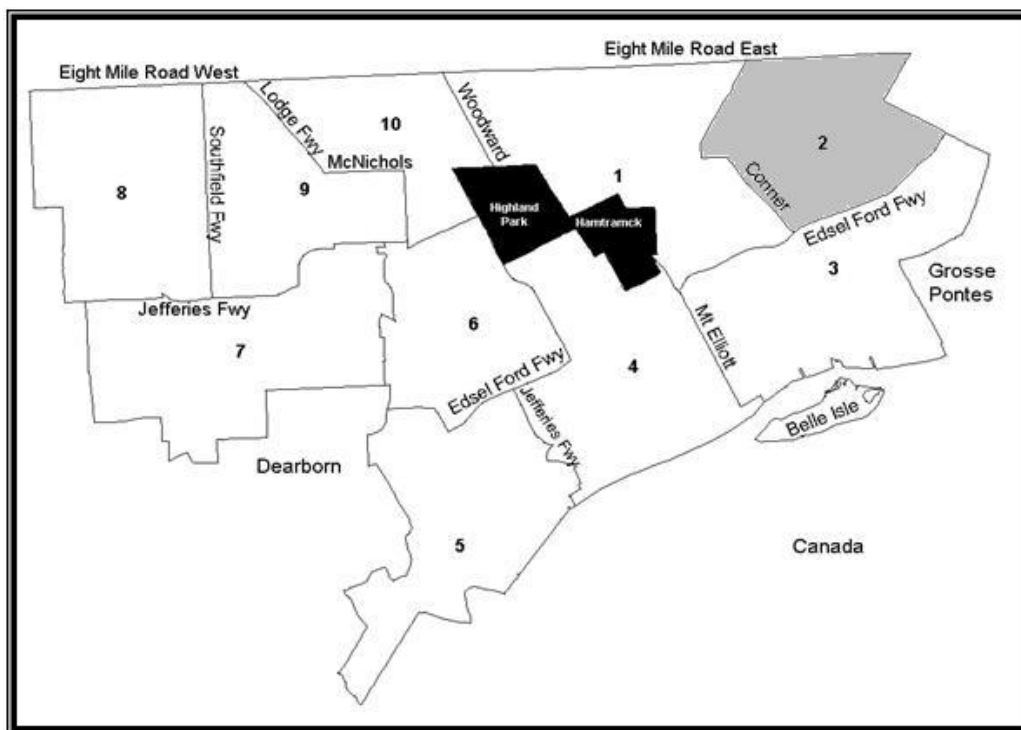 Eight Mile Road East
Eight Mile Road West
Lodge Fwy
Woodward
10
2
Southfield Fwy
McNichols
Conner
1
8
9
Highland
Park
Hamtramck
Edsel Ford Fwy
3
Grosse
Pontes
Jefferies Fwy
6
Mt Elliott
7
4
Edsel Ford Fwy
Jefferies Fwy
Belle Isle
Dearborn
5
Canada